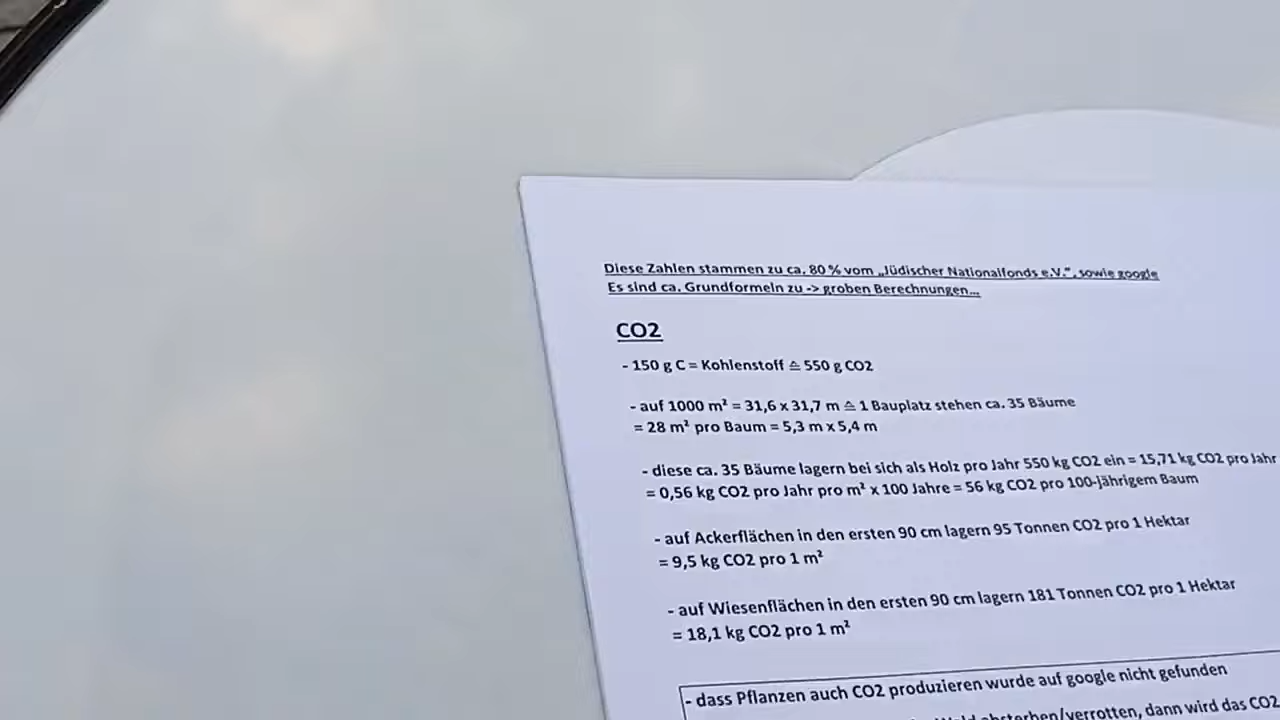 Diese Zahlen stammen zu ca. 80 % vom „Jüdischer Nationalfonds e.V.", sowie google
Es sind ca. Grundformeln zu -> groben Berechnungen...
CO2
- 150 g C = Kohlenstoff ≙ 550 g CO2
- auf 1000 m² = 31,6 x 31,7 m ≙ 1 Bauplatz stehen ca. 35 Bäume
= 28 m² pro Baum = 5,3 m x 5,4 m
- diese ca. 35 Bäume lagern bei sich als Holz pro Jahr 550 kg CO2 ein = 15,71 kg CO2 pro Jahr
= 0,56 kg CO2 pro Jahr pro m² x 100 Jahre = 56 kg CO2 pro 100-jährigem Baum
- auf Ackerflächen in den ersten 90 cm lagern 95 Tonnen CO2 pro 1 Hektar
= 9,5 kg CO2 pro 1 m²
- auf Wiesenflächen in den ersten 90 cm lagern 181 Tonnen CO2 pro 1 Hektar
= 18,1 kg CO2 pro 1 m²
- dass Pflanzen auch CO2 produzieren wurde auf google nicht gefunden
absterben/verrotten, dann wird das CO2